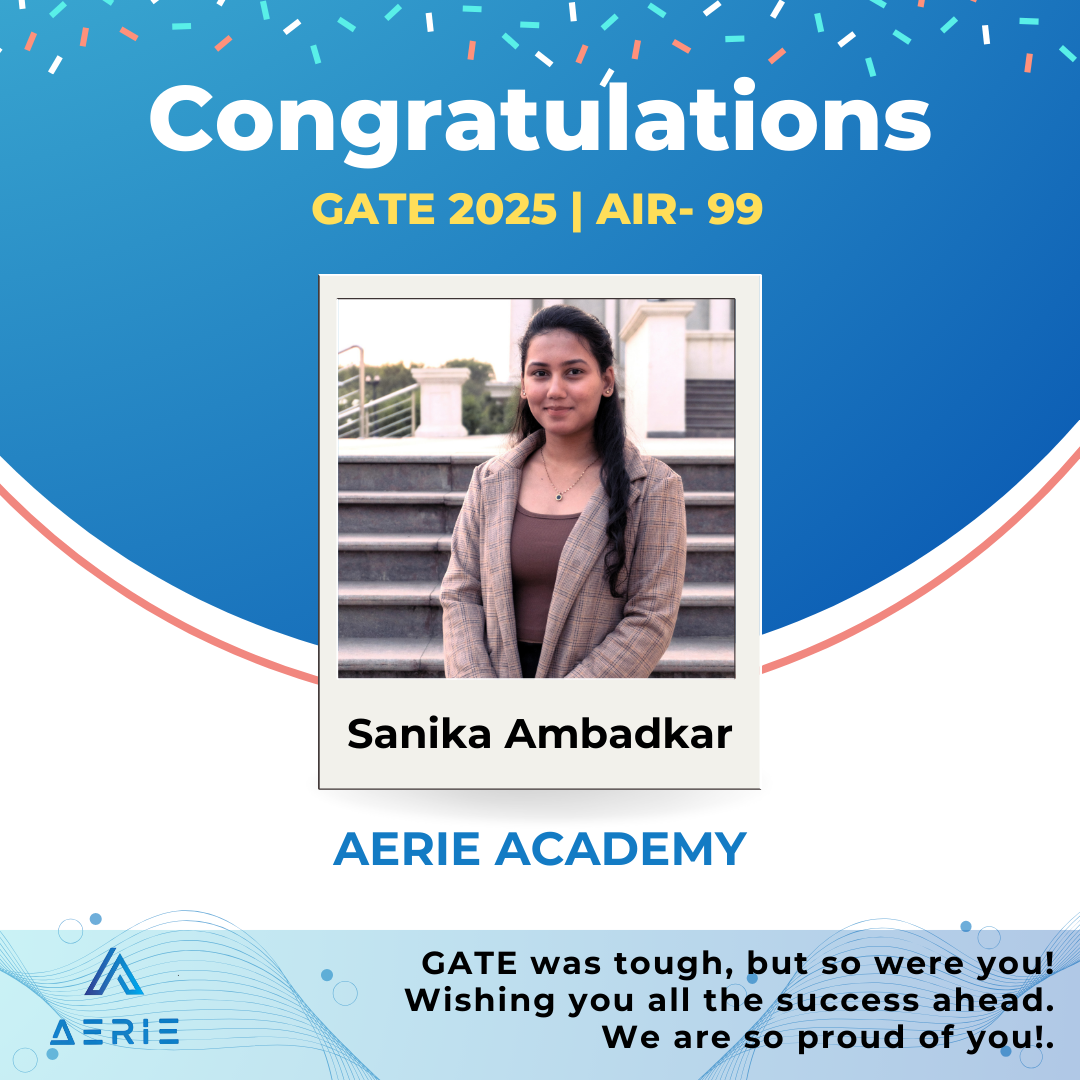 Congratulations
GATE 2025 | AIR- 99
Sanika Ambadkar
AERIE ACADEMY
GATE was tough, but so were you!
Wishing you all the success ahead.
We are so proud of you!.
AERIE